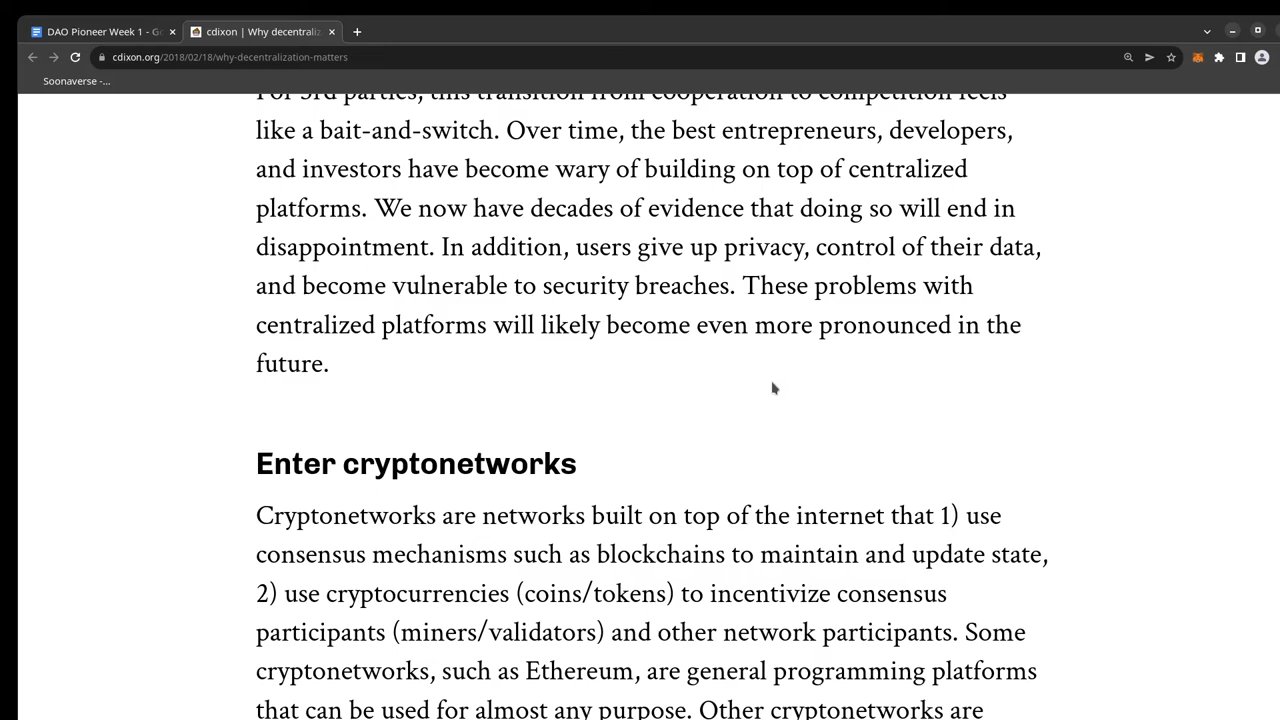 DAO Pioneer Week 1 - Go
cdixon | Why decentraliz
cdixon.org/2018/02/18/why-decentralization-matters
Soonaverse -...
For 3rd parties, this transition from cooperation to competition feels
like a bait-and-switch. Over time, the best entrepreneurs, developers,
and investors have become wary of building on top of centralized
platforms. We now have decades of evidence that doing so will end in
disappointment. In addition, users give up privacy, control of their data,
and become vulnerable to security breaches. These problems with
centralized platforms will likely become even more pronounced in the
future.
Enter cryptonetworks
Cryptonetworks are networks built on top of the internet that 1) use
consensus mechanisms such as blockchains to maintain and update state,
2) use cryptocurrencies (coins/tokens) to incentivize consensus
participants (miners/validators) and other network participants. Some
cryptonetworks, such as Ethereum, are general programming platforms
that can be used for almost any purpose. Other cryptonetworks are